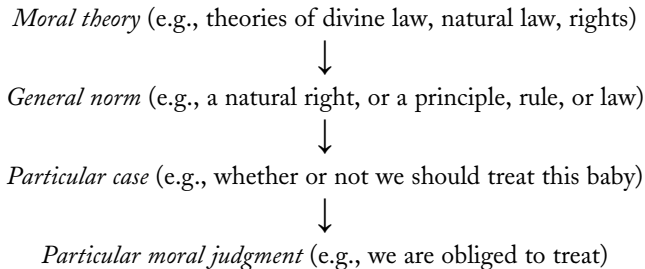 Moral theory (e.g., theories of divine law, natural law, rights)
General norm (e.g., a natural right, or a principle, rule, or law)
Particular case (e.g., whether or not we should treat this baby)
Particular moral judgment (e.g., we are obliged to treat)